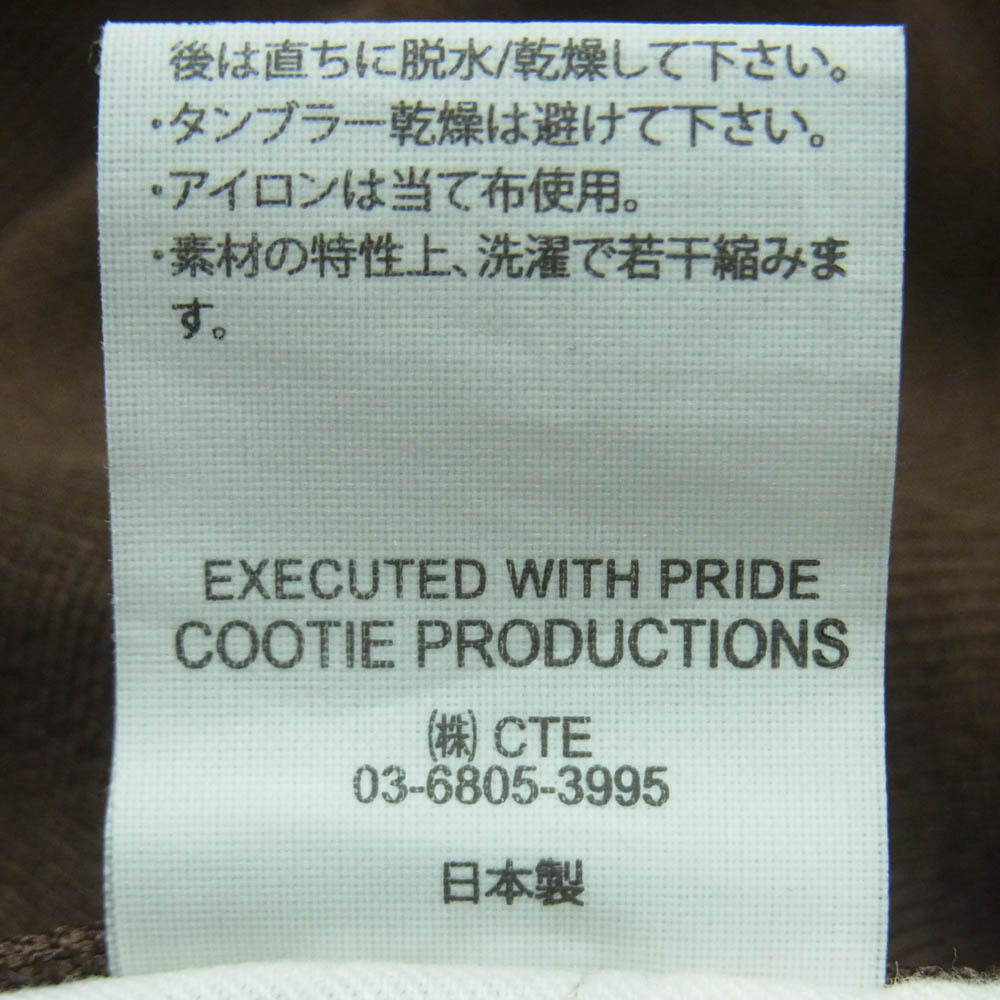 後は直ちに脱水/乾燥して下さい。
・タンブラー乾燥は避けて下さい。
・アイロンは当て布使用。
・素材の特性上、洗濯で若干縮みま
す。
EXECUTED WITH PRIDE
COOTIE PRODUCTIONS
㈱ CTE
03-6805-3995
日本製